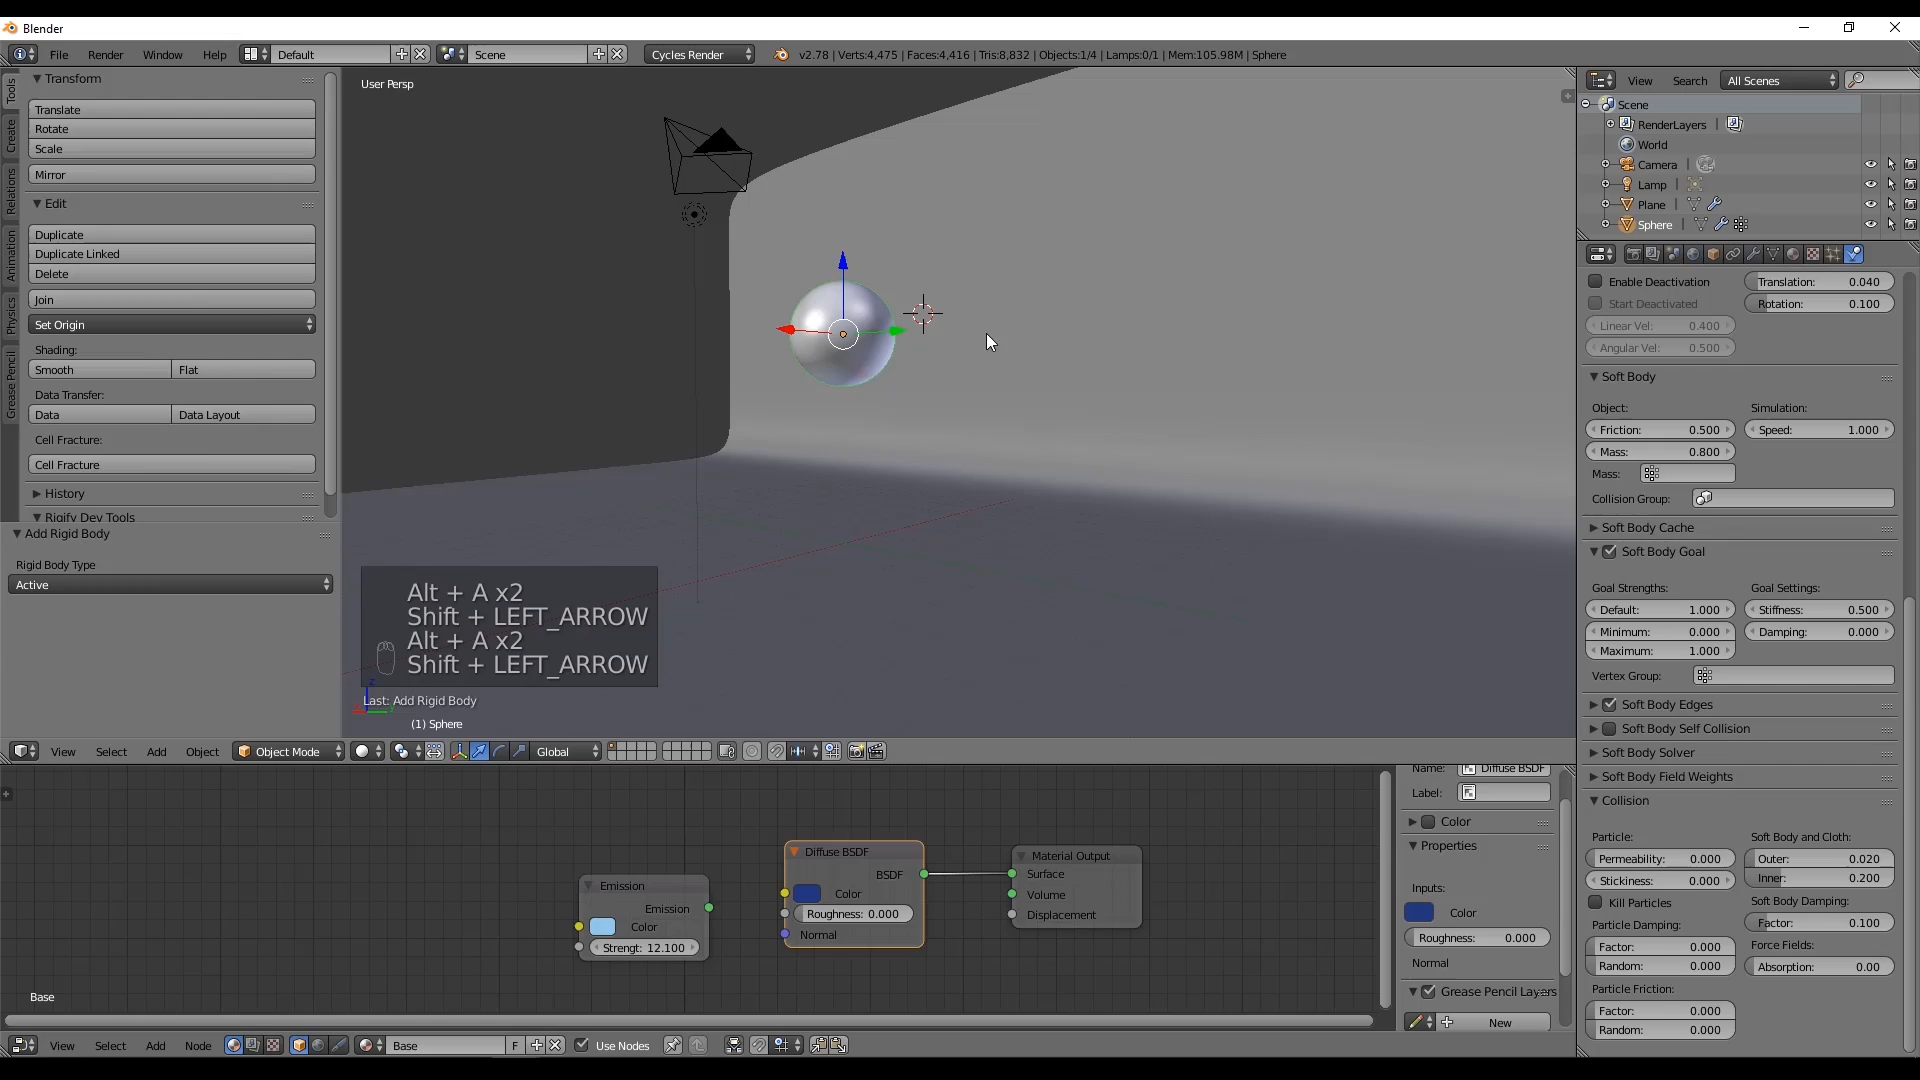 Blender
File Render Window Help Default Scene Cycles Render v2.78 | Verts:4,475 | Faces:4,416 | Tris:8,832 | Objects:1/4 | Lamps:0/1 | Mem:105.98M | Sphere
Tools
Create
Relations
Animation
Physics
Grease Pencil
Transform
Translate
Rotate
Scale
Mirror
Edit
Duplicate
Duplicate Linked
Delete
Join
Set Origin
Shading:
Smooth Flat
Data Transfer:
Data Data Layout
Cell Fracture:
Cell Fracture
History
Rigify Dev Tools
Add Rigid Body
Rigid Body Type
Active
User Persp
Alt + A x2
Shift + LEFT_ARROW
Alt + A x2
Shift + LEFT_ARROW
Last: Add Rigid Body
(1) Sphere
View Select Add Object Object Mode Global
View Search All Scenes
Scene
RenderLayers |
World
Camera |
Lamp |
Plane |
Sphere |
Enable Deactivation Translation: 0.040
Start Deactivated Rotation: 0.100
Linear Vel: 0.400
Angular Vel: 0.500
Soft Body
Object: Simulation:
Friction: 0.500 Speed: 1.000
Mass: 0.800
Mass:
Collision Group:
Soft Body Cache
Soft Body Goal
Goal Strengths: Goal Settings:
Default: 1.000 Stiffness: 0.500
Minimum: 0.000 Damping: 0.000
Maximum: 1.000
Vertex Group:
Soft Body Edges
Soft Body Self Collision
Soft Body Solver
Soft Body Field Weights
Collision
Particle: Soft Body and Cloth:
Permeability: 0.000 Outer: 0.020
Stickiness: 0.000 Inner: 0.200
Kill Particles Soft Body Damping:
Particle Damping: Factor: 0.100
Factor: 0.000 Force Fields:
Random: 0.000 Absorption: 0.00
Particle Friction:
Factor: 0.000
Random: 0.000
Emission
Emission
Color
Strengt: 12.100
Diffuse BSDF
BSDF
Color
Roughness: 0.000
Normal
Material Output
Surface
Volume
Displacement
Base
Name: Diffuse BSDF
Label:
Color
Properties
Inputs:
Color
Roughness: 0.000
Normal
Grease Pencil Layers
New
View Select Add Node Base F Use Nodes